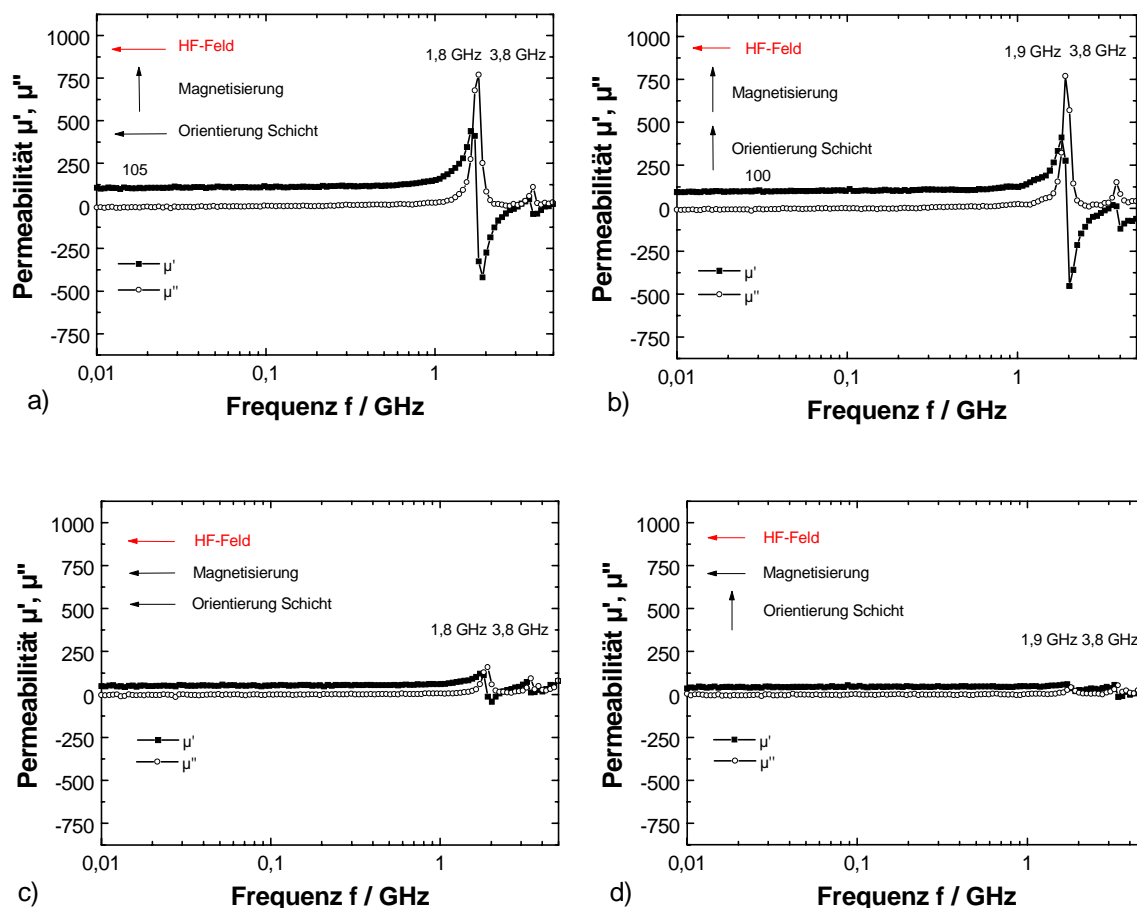 1000
750
500
250
0
-250
-500
-750
Permeabilität µ', µ''
HF-Feld
Magnetisierung
Orientierung Schicht
1,8 GHz 3,8 GHz
105
µ'
µ''
0,01 0,1 1
Frequenz f / GHz
a)
1000
750
500
250
0
-250
-500
-750
Permeabilität µ', µ''
HF-Feld
Magnetisierung
Orientierung Schicht
1,9 GHz 3,8 GHz
100
µ'
µ''
0,01 0,1 1
Frequenz f / GHz
b)
1000
750
500
250
0
-250
-500
-750
Permeabilität µ', µ''
HF-Feld
Magnetisierung
Orientierung Schicht
1,8 GHz 3,8 GHz
µ'
µ''
0,01 0,1 1
Frequenz f / GHz
c)
1000
750
500
250
0
-250
-500
-750
Permeabilität µ', µ''
HF-Feld
Magnetisierung
Orientierung Schicht
1,9 GHz 3,8 GHz
µ'
µ''
0,01 0,1 1
Frequenz f / GHz
d)